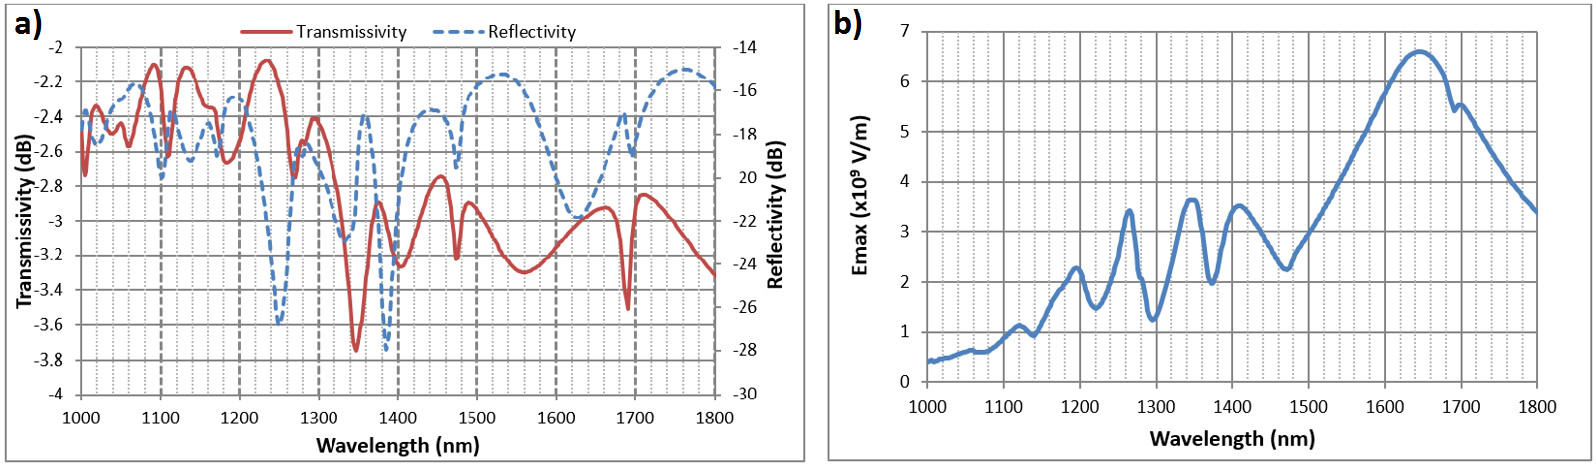 a)
Transmissivity Reflectivity
-2
-2.2
-2.4
-2.6
-2.8
-3
-3.2
-3.4
-3.6
-3.8
-4
Transmissivity (dB)
-14
-16
-18
-20
-22
-24
-26
-28
-30
Reflectivity (dB)
1000 1100 1200 1300 1400 1500 1600 1700 1800
Wavelength (nm)
b)
7
6
5
4
3
2
1
0
Emax (x10⁹ V/m)
1000 1100 1200 1300 1400 1500 1600 1700 1800
Wavelength (nm)